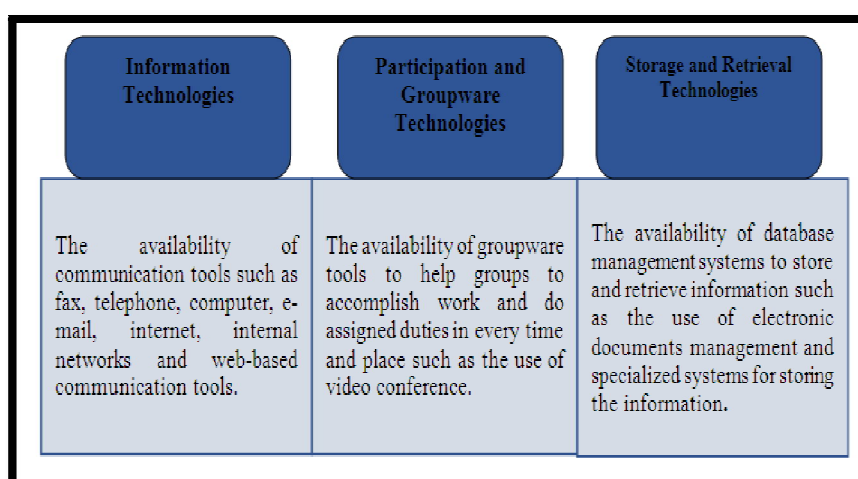 Information
Technologies
The availability of
communication tools such as
fax, telephone, computer, e-
mail, internet, internal
networks and web-based
communication tools.
Participation and
Groupware
Technologies
The availability of groupware
tools to help groups to
accomplish work and do
assigned duties in every time
and place such as the use of
video conference.
Storage and Retrieval
Technologies
The availability of database
management systems to store
and retrieve information such
as the use of electronic
documents management and
specialized systems for storing
the information.